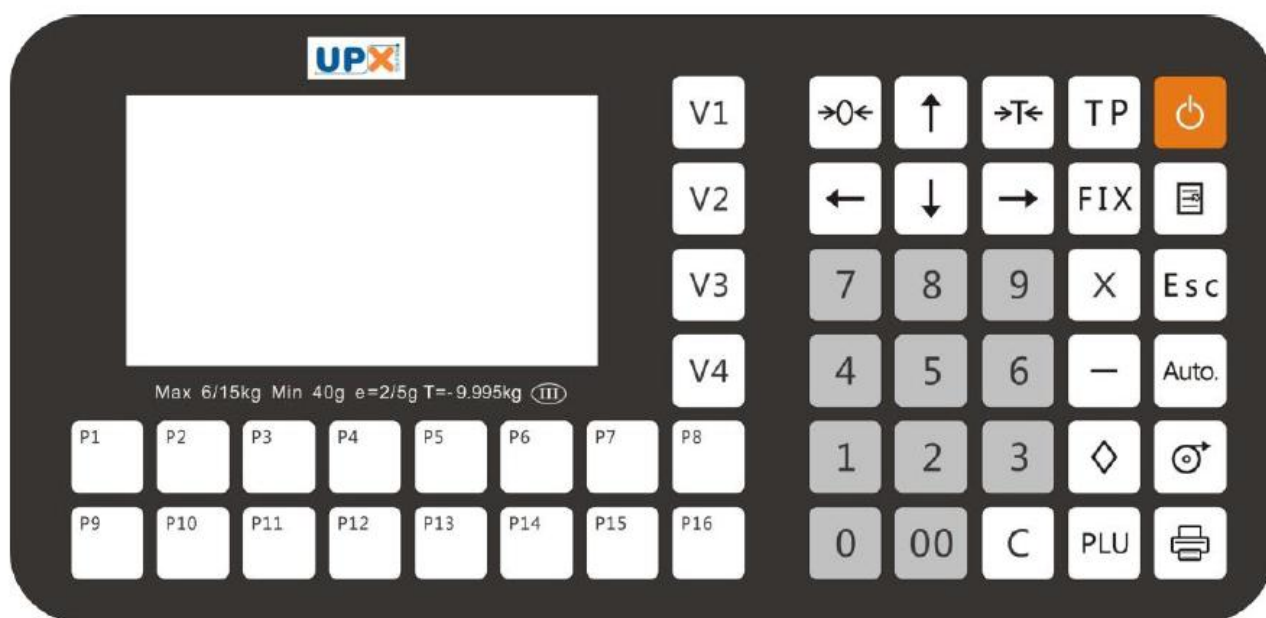 UPX
V1 →0← ↑ →T← TP
V2 ← ↓ → FIX
V3 7 8 9 X Esc
V4 4 5 6 — Auto.
Max 6/15kg Min 40g e=2/5g T=-9.995kg III
P1 P2 P3 P4 P5 P6 P7 P8 1 2 3
P9 P10 P11 P12 P13 P14 P15 P16 0 00 C PLU